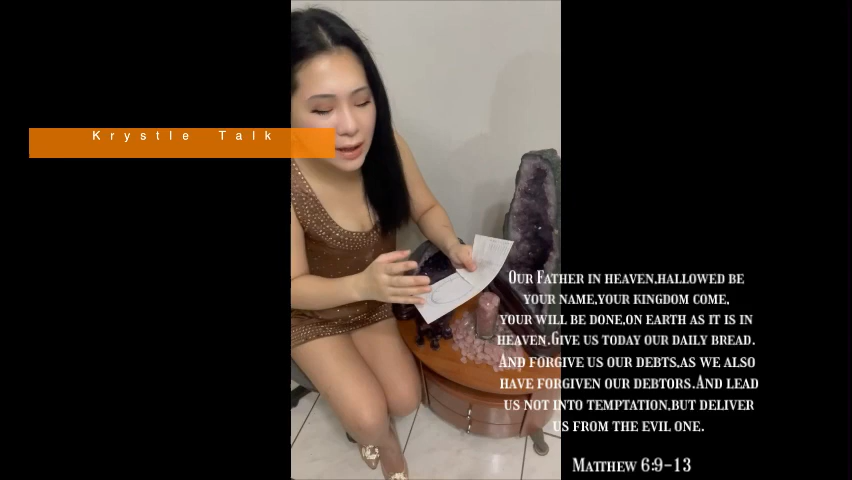 Krystle Talk
Our Father in heaven,hallowed be
your name,your kingdom come,
your will be done,on earth as it is in
heaven.Give us today our daily bread.
And forgive us our debts,as we also
have forgiven our debtors.And lead
us not into temptation,but deliver
us from the evil one.
Matthew 6:9-13